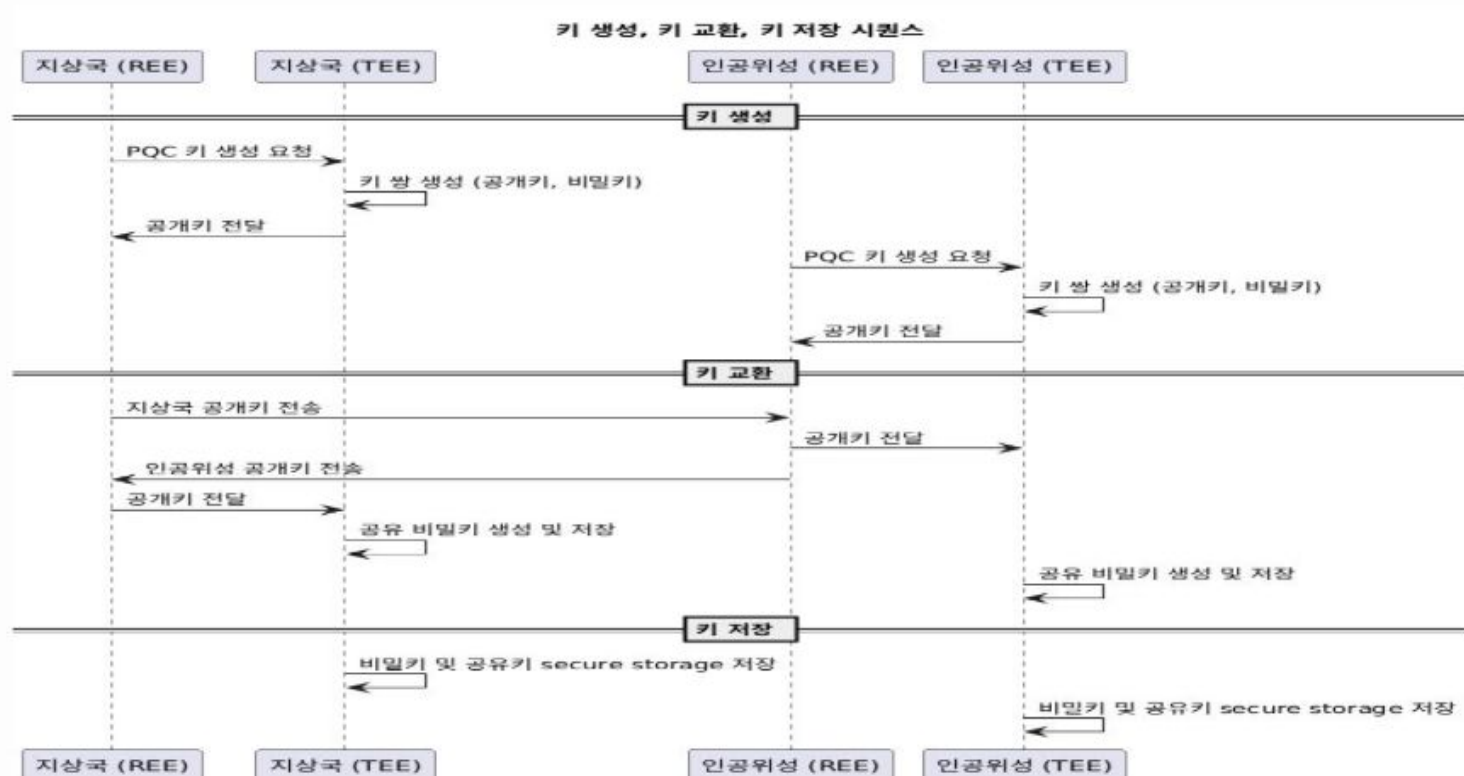 키 생성, 키 교환, 키 저장 시퀀스
지상국 (REE) 지상국 (TEE) 인공위성 (REE) 인공위성 (TEE)
키 생성
PQC 키 생성 요청
키 쌍 생성 (공개키, 비밀키)
공개키 전달
PQC 키 생성 요청
키 쌍 생성 (공개키, 비밀키)
공개키 전달
키 교환
지상국 공개키 전송
공개키 전달
인공위성 공개키 전송
공개키 전달
공유 비밀키 생성 및 저장
공유 비밀키 생성 및 저장
키 저장
비밀키 및 공유키 secure storage 저장
비밀키 및 공유키 secure storage 저장
지상국 (REE) 지상국 (TEE) 인공위성 (REE) 인공위성 (TEE)